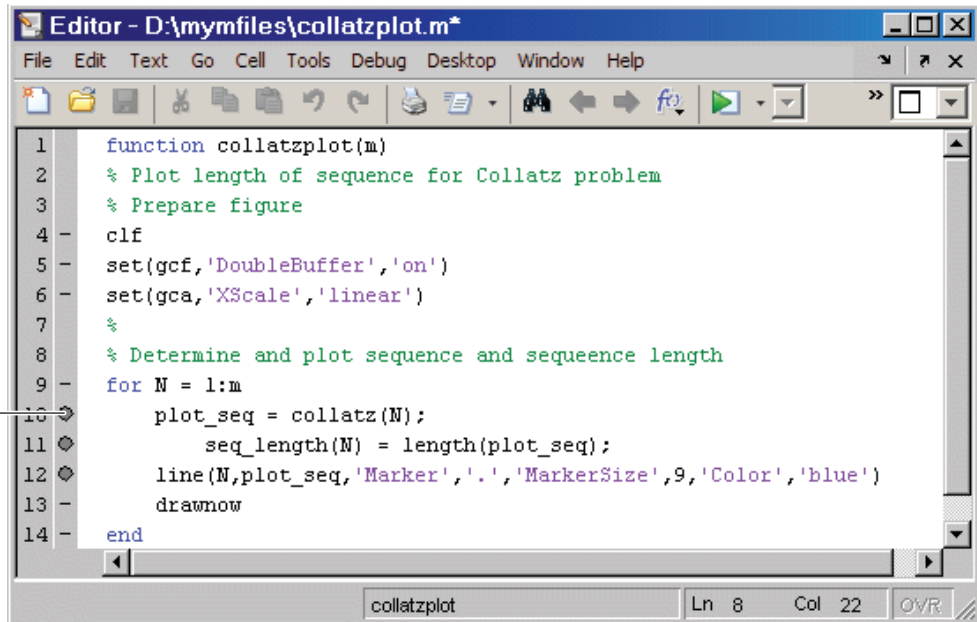 Editor - D:\mymfiles\collatzplot.m*
File Edit Text Go Cell Tools Debug Desktop Window Help
1 function collatzplot(m)
2 % Plot length of sequence for Collatz problem
3 % Prepare figure
4 - clf
5 - set(gcf,'DoubleBuffer','on')
6 - set(gca,'XScale','linear')
7 %
8 % Determine and plot sequence and sequeence length
9 - for N = 1:m
10 plot_seq = collatz(N);
11 seq_length(N) = length(plot_seq);
12 line(N,plot_seq,'Marker','.','MarkerSize',9,'Color','blue')
13 - drawnow
14 - end
collatzplot Ln 8 Col 22 OVR